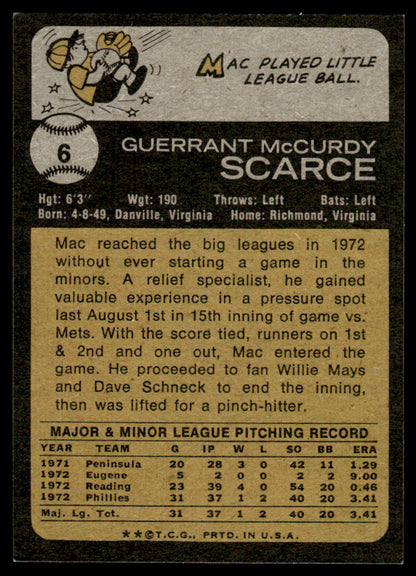 MAC PLAYED LITTLE
LEAGUE BALL.
6
GUERRANT McCURDY
SCARCE
Hgt: 6'3" Wgt: 190 Throws: Left Bats: Left
Born: 4-8-49, Danville, Virginia Home: Richmond, Virginia
Mac reached the big leagues in 1972
without ever starting a game in the
minors. A relief specialist, he gained
valuable experience in a pressure spot
last August 1st in 15th inning of game vs.
Mets. With the score tied, runners on 1st
& 2nd and one out, Mac entered the
game. He proceeded to fan Willie Mays
and Dave Schneck to end the inning,
then was lifted for a pinch-hitter.
MAJOR & MINOR LEAGUE PITCHING RECORD
YEAR TEAM G IP W L SO BB ERA
1971 Peninsula 20 28 3 0 42 11 1.29
1972 Eugene 5 2 0 0 2 2 9.00
1972 Reading 23 39 4 0 54 20 0.46
1972 Phillies 31 37 1 2 40 20 3.41
Maj. Lg. Tot. 31 37 1 2 40 20 3.41
**©T.C.G., PRTD. IN U.S.A.